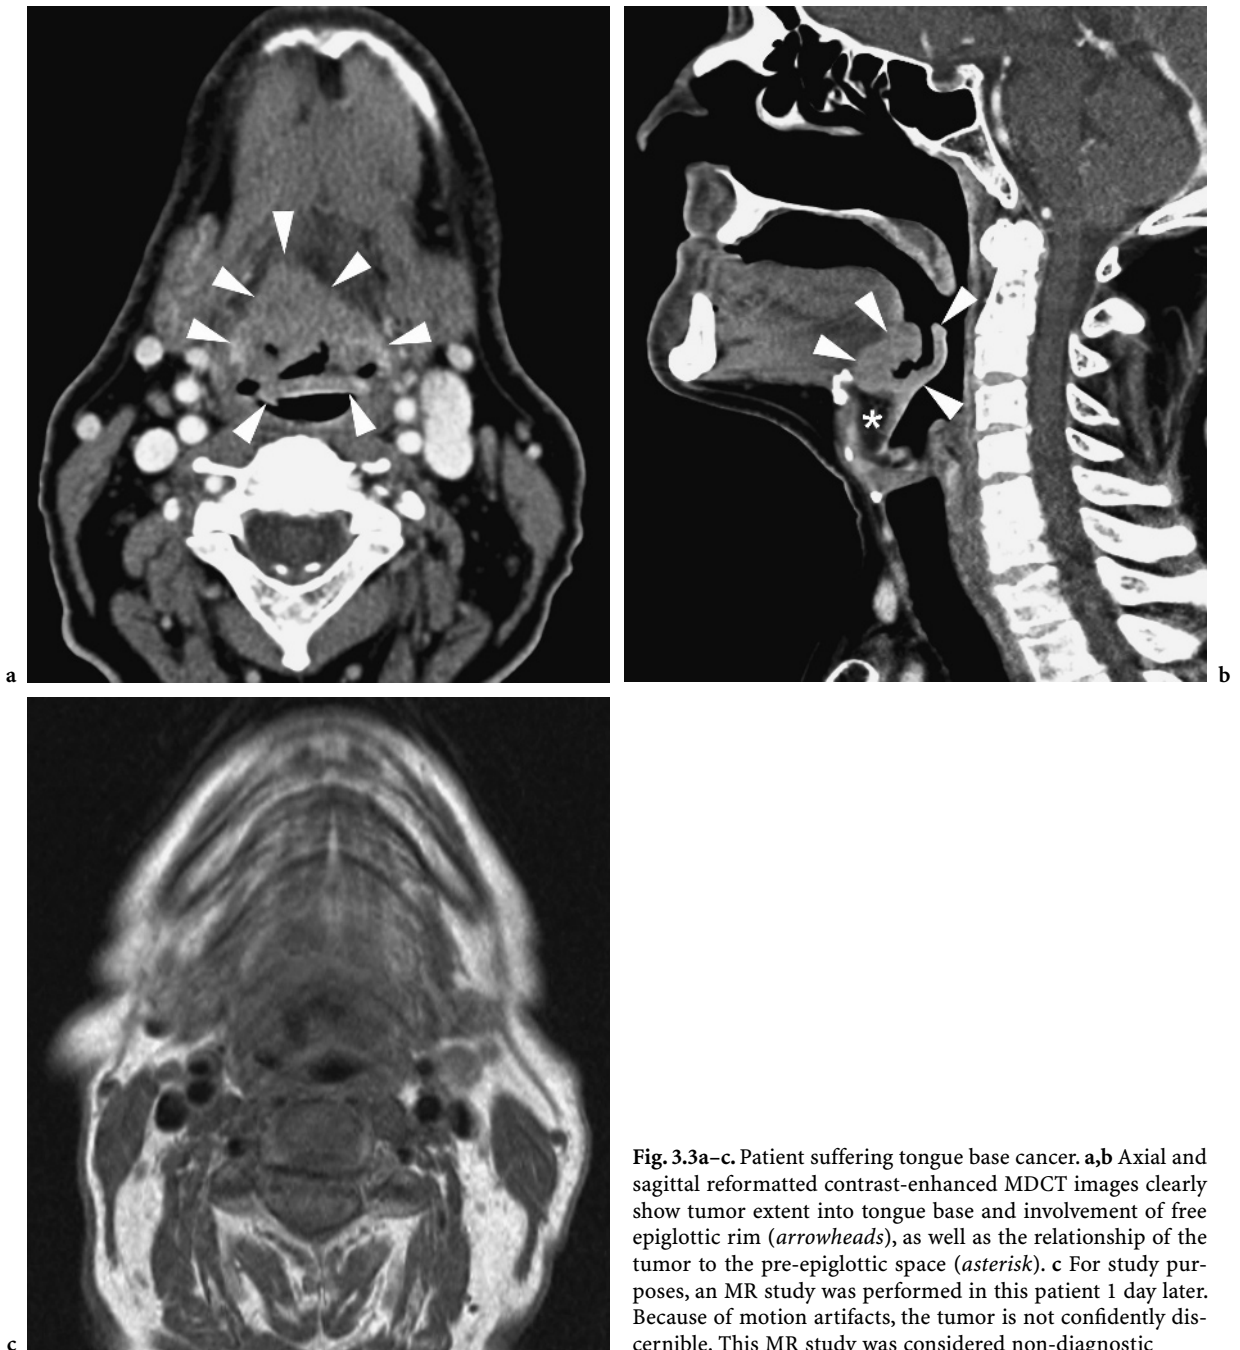 a
b
*
c
Fig. 3.3a–c. Patient suffering tongue base cancer. a,b Axial and
sagittal reformatted contrast-enhanced MDCT images clearly
show tumor extent into tongue base and involvement of free
epiglottic rim (arrowheads), as well as the relationship of the
tumor to the pre-epiglottic space (asterisk). c For study pur-
poses, an MR study was performed in this patient 1 day later.
Because of motion artifacts, the tumor is not confidently dis-
cernible. This MR study was considered non-diagnostic